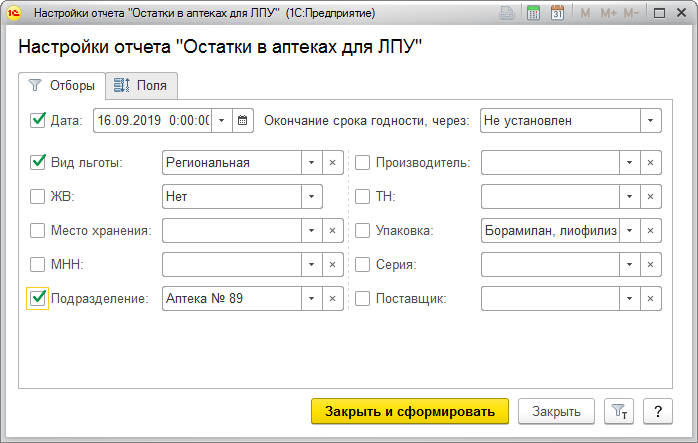 Настройки отчета "Остатки в аптеках для ЛПУ" (1С:Предприятие)
M M+ M-
31
Настройки отчета "Остатки в аптеках для ЛПУ"
Отборы Поля
Дата: 16.09.2019 0:00:00 Окончание срока годности, через: Не установлен
Вид льготы: Региональная Производитель:
ЖВ: Нет ТН:
Место хранения: Упаковка: Борамилан, лиофилиз
МНН: Серия:
Подразделение: Аптека № 89 Поставщик:
Закрыть и сформировать Закрыть ?